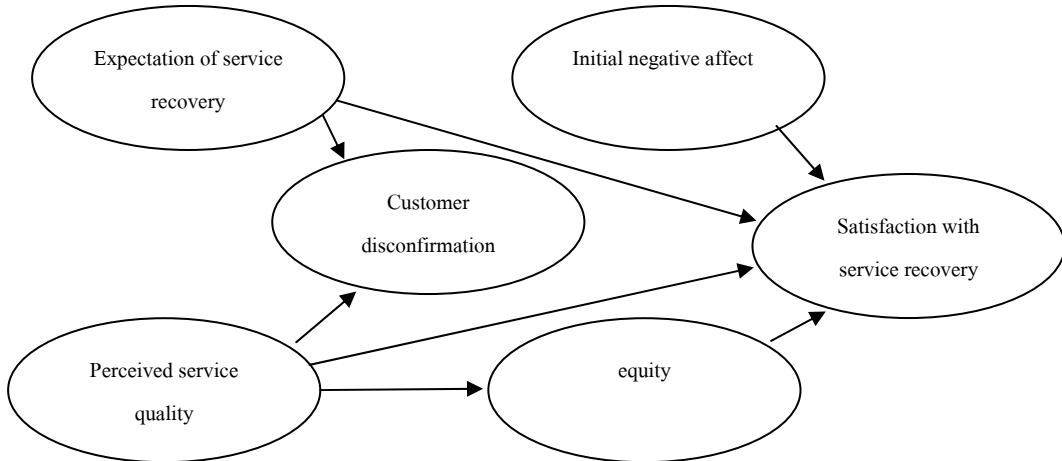 Expectation of service
recovery
Initial negative affect
Customer
disconfirmation
Satisfaction with
service recovery
Perceived service
quality
equity